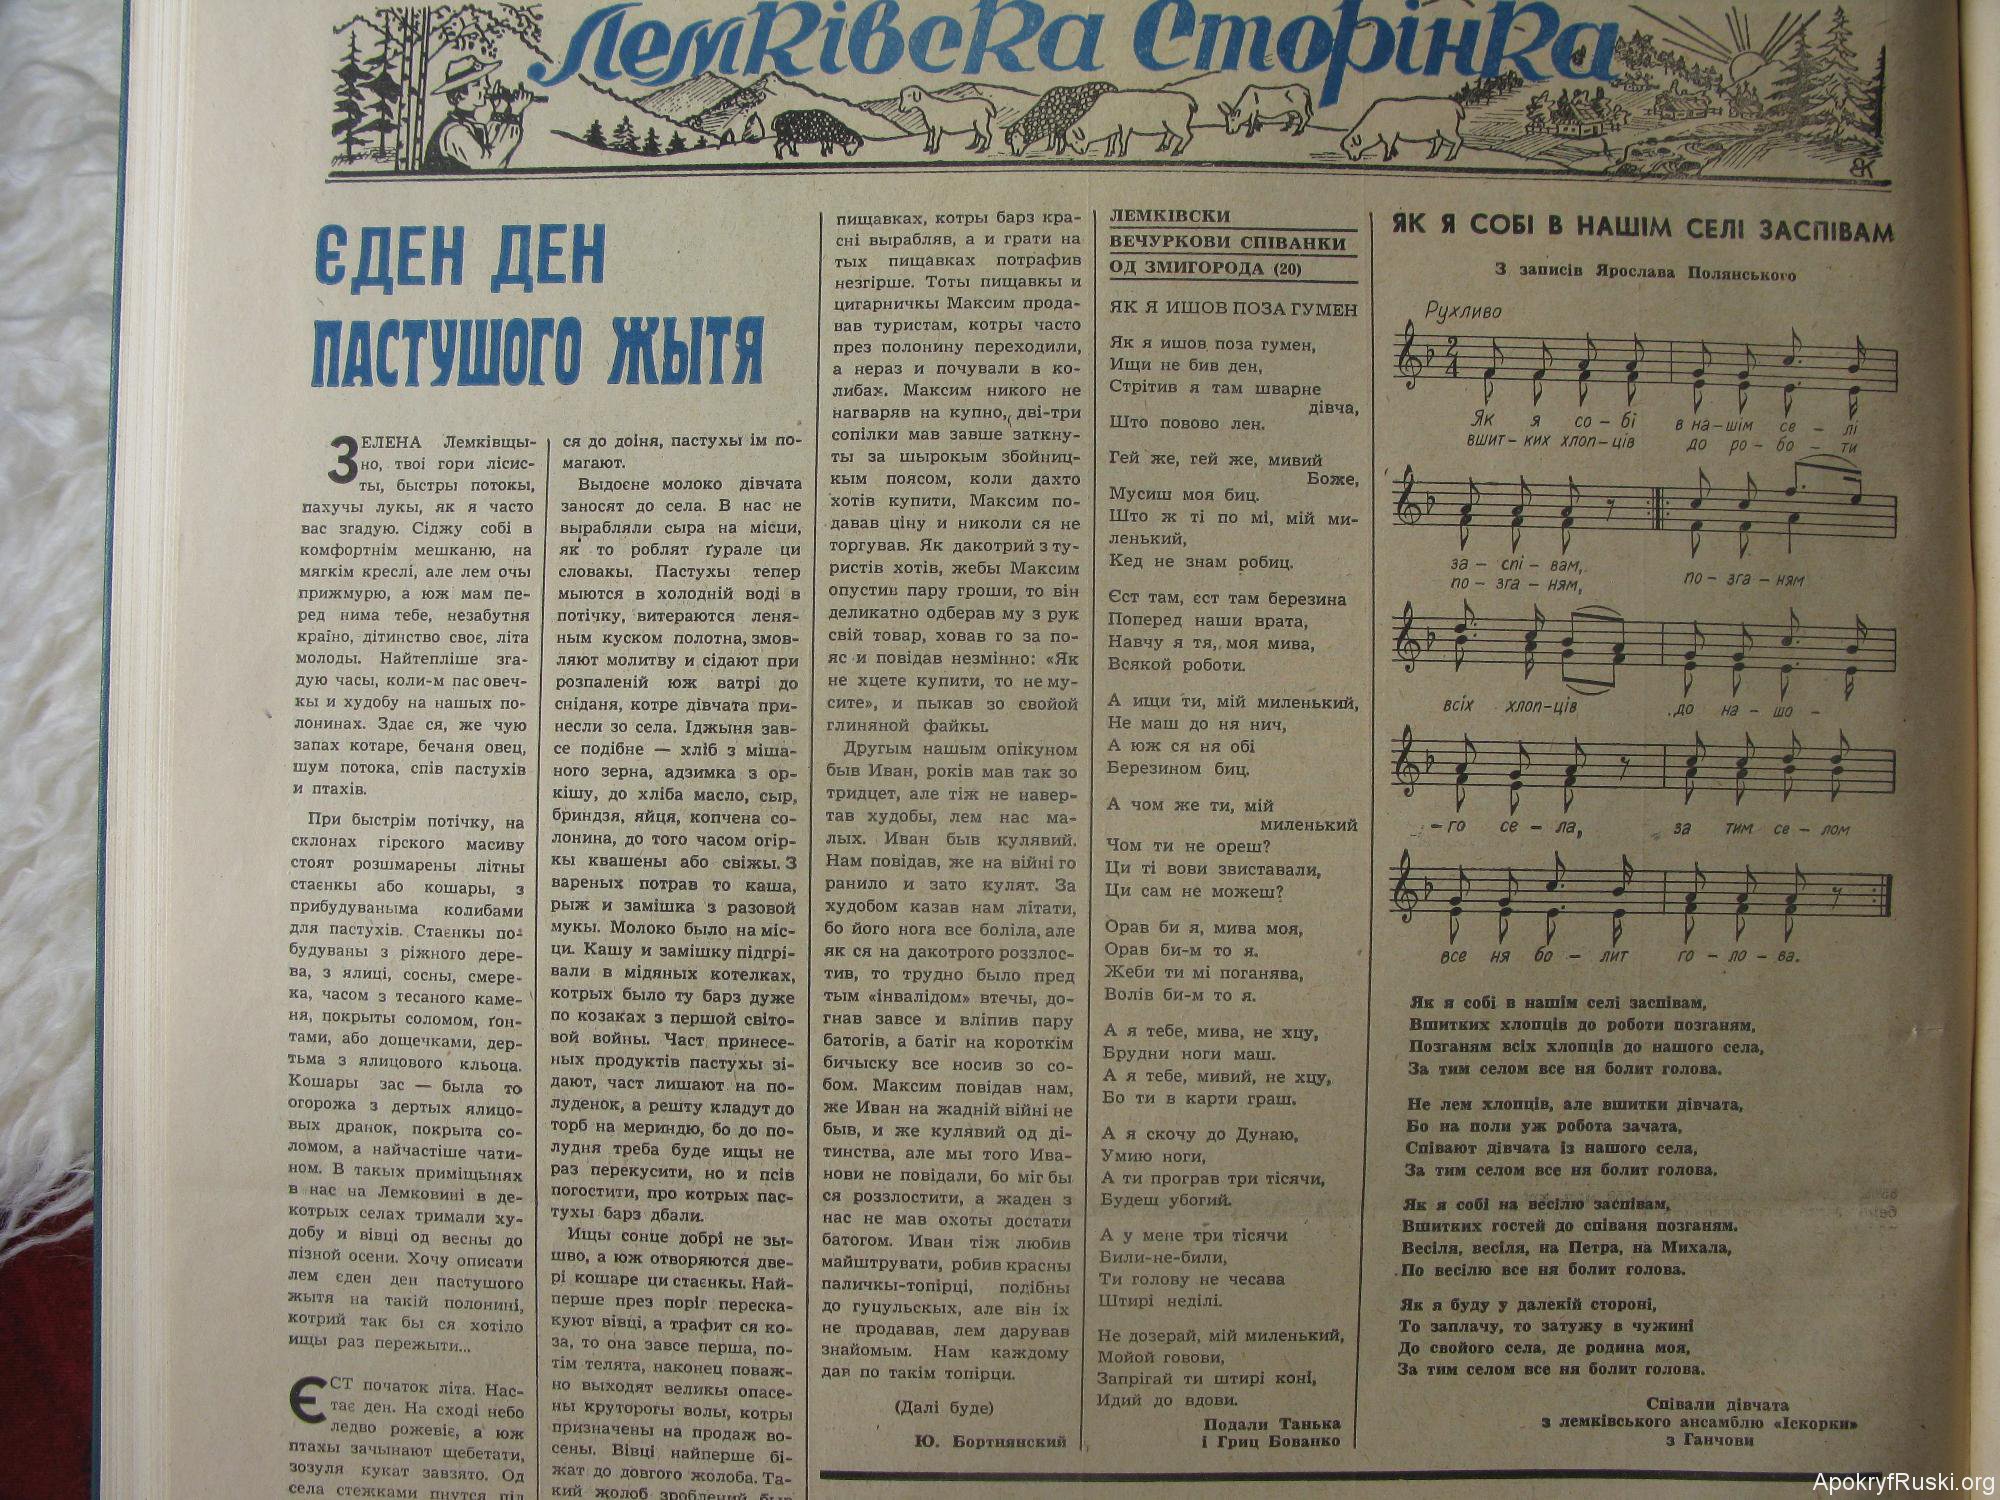 Лемківска Сторінка
ЄДЕН ДЕН
ПАСТУШОГО ЖЫТЯ
ЗЕЛЕНА Лемківщы-
но, твої гори лісис-
ты, быстры потокы,
пахучы лукы, як я часто
вас згадую. Сіджу собі в
комфортнім мешканю, на
мягкім креслі, але лем очы
прижмурю, а юж мам пе-
ред нима тебе, незабутня
країно, дітинство своє, літа
молоды. Найтепліше зга-
дую часы, коли-м пас овеч-
кы и худобу на нашых по-
лонинах. Здає ся, же чую
запах котаре, бечаня овец,
шум потока, спів пастухів
и птахів.
При быстрім потічку, на
склонах гірского масиву
стоят розшмарены літны
стаєнкы або кошары, з
прибудуваныма колибами
для пастухів. Стаєнкы по-
будуваны з ріжного дере-
ва, з ялиці, сосны, смере-
ка, часом з тесаного каме-
ня, покрыты соломом, ґон-
тами, або дощечками, дер-
тьма з ялицового кльоца.
Кошары зас — была то
огорожа з дертых ялицо-
вых дранок, покрыта со-
ломом, а найчастіше чати-
ном. В такых приміщынях
в нас на Лемковині в де-
котрых селах тримали ху-
добу и вівці од весны до
пізной осени. Хочу описати
лем єден ден пастушого
жытя на такій полонині,
котрий так бы ся хотіло
ищы раз пережыти...
ЄСТ початок літа. Нас-
тає ден. На сході небо
ледво рожевіє, а юж
птахы зачынают щебетати,
зозуля кукат завзято. Од
села стежками пнутся під
ся до доіня, пастухы ім по-
магают.
Выдоєне молоко дівчата
заносят до села. В нас не
вырабляли сыра на місци,
як то роблят ґурале ци
словакы. Пастухы тепер
мыются в холодній воді в
потічку, витераются леня-
ным куском полотна, змов-
ляют молитву и сідают при
розпаленій юж ватрі до
сніданя, котре дівчата при-
несли зо села. Їджыня зав-
се подібне — хліб з міша-
ного зерна, адзимка з ор-
кішу, до хліба масло, сыр,
бриндзя, яйця, копчена со-
лонина, до того часом огір-
кы квашены або свіжы. З
вареных потрав то каша,
рыж и замішка з разовой
мукы. Молоко было на міс-
ци. Кашу и замішку підгрі-
вали в мідяных котелках,
котрых было ту барз дуже
по козаках з першой світо-
вой войны. Част принесе-
ных продуктів пастухы зі-
дают, част лишают на по-
луденок, а решту кладут до
торб на мериндю, бо до по-
лудня треба буде ищы не
раз перекусити, но и псів
погостити, про котрых пас-
тухы барз дбали.
Ищы сонце добрі не зы-
шво, а юж отворяются две-
рі кошаре ци стаєнкы. Най-
перше през поріг переска-
куют вівці, а трафит ся ко-
за, то она завсе перша, по-
тім телята, наконец поваж-
но выходят великы опасе-
ны круторогы волы, котры
призначены на продаж во-
сены. Вівці найперше бі-
жат до довгого жолоба. Та-
кий жолоб зроблений был
пищавках, котры барз кра-
сні вырабляв, а и грати на
тых пищавках потрафив
незгірше. Тоты пищавкы и
цигарничкы Максим прода-
вав туристам, котры часто
през полонину переходили,
а нераз и почували в ко-
либах. Максим никого не
нагваряв на купно, дві-три
сопілки мав завше заткну-
ты за шырокым збойниц-
кым поясом, коли дахто
хотів купити, Максим по-
давав ціну и николи ся не
торгував. Як дакотрий з ту-
ристів хотів, жебы Максим
опустив пару гроши, то він
деликатно одберав му з рук
свій товар, ховав го за по-
яс и повідав незмінно: «Як
не хцете купити, то не му-
сите», и пыкав зо свойой
глиняной файкы.
Другым нашым опікуном
быв Иван, років мав так зо
тридцет, але тіж не навер-
тав худобы, лем нас ма-
лых. Иван быв кулявий.
Нам повідав, же на війні го
ранило и зато кулят. За
худобом казав нам літати,
бо його нога все боліла, але
як ся на дакотрого роззлос-
тив, то трудно было пред
тым «інвалідом» втечы, до-
гнав завсе и вліпив пару
батогів, а батіг на короткім
бичыску все носив зо со-
бом. Максим повідав нам,
же Иван на жадній війні не
быв, и же кулявий од ді-
тинства, але мы того Ива-
нови не повідали, бо міг бы
ся роззлостити, а жаден з
нас не мав охоты достати
батогом. Иван тіж любив
майштрувати, робив красны
паличкы-топірці, подібны
до гуцульскых, але він іх
не продавав, лем дарував
знайомым. Нам каждому
дав по такім топірци.
(Далі буде)
Ю. Бортнянский
ЛЕМКІВСКИ
ВЕЧУРКОВИ СПІВАНКИ
ОД ЗМИГОРОДА (20)
ЯК Я ИШОВ ПОЗА ГУМЕН
Як я ишов поза гумен,
Ищи не бив ден,
Стрітив я там шварне
дівча,
Што повово лен.
Гей же, гей же, мивий
Боже,
Мусиш моя биц.
Што ж ті по мі, мій ми-
ленький,
Кед не знам робиц.
Єст там, єст там березина
Поперед наши врата,
Навчу я тя, моя мива,
Всякой роботи.
А ищи ти, мій миленький,
Не маш до ня нич,
А юж ся ня обі
Березином биц.
А чом же ти, мій
миленький
Чом ти не ореш?
Ци ті вови звиставали,
Ци сам не можеш?
Орав би я, мива моя,
Орав би-м то я.
Жеби ти мі поганява,
Волів би-м то я.
А я тебе, мива, не хцу,
Брудни ноги маш.
А я тебе, мивий, не хцу,
Бо ти в карти граш.
А я скочу до Дунаю,
Умию ноги,
А ти програв три тісячи,
Будеш убогий.
А у мене три тісячи
Били-не-били,
Ти голову не чесава
Штирі неділі.
Не дозерай, мій миленький,
Мойой говови,
Запрігай ти штирі коні,
Идий до вдови.
Подали Танька
і Гриц Бованко
ЯК Я СОБІ В НАШІМ СЕЛІ ЗАСПІВАМ
З записів Ярослава Полянського
Рухливо
Як я со – бі в на – шім се – лі
вшит – ких хлоп – ців до ро – бо – ти
за – спі – вам,
по – зга – ням, по – зга – ням
всіх хлоп – ців до на – шо –
– го се – ла, за тим се – лом
все ня бо – лит го – ло – ва.
Як я собі в нашім селі заспівам,
Вшитких хлопців до роботи позганям,
Позганям всіх хлопців до нашого села,
За тим селом все ня болит голова.
Не лем хлопців, але вшитки дівчата,
Бо на поли уж робота зачата,
Співают дівчата із нашого села,
За тим селом все ня болит голова.
Як я собі на весілю заспівам,
Вшитких гостей до співаня позганям.
Весіля, весіля, на Петра, на Михала,
По весілю все ня болит голова.
Як я буду у далекій стороні,
То заплачу, то затужу в чужині
До свойого села, де родина моя,
За тим селом все ня болит голова.
Співали дівчата
з лемківського ансамблю «Іскорки»
з Ганчови
ApokryfRuski.org